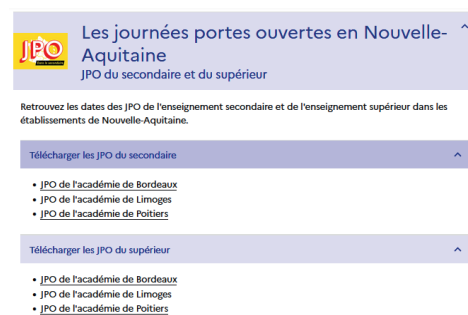 Les journées portes ouvertes en Nouvelle-
Aquitaine
JPO
JPO du secondaire et du supérieur
Retrouvez les dates des JPO de l'enseignement secondaire et de l'enseignement supérieur dans les
établissements de Nouvelle-Aquitaine.
Télécharger les JPO du secondaire
• JPO de l'académie de Bordeaux
• JPO de l'académie de Limoges
• JPO de l'académie de Poitiers
Télécharger les JPO du supérieur
• JPO de l'académie de Bordeaux
• JPO de l'académie de Limoges
• JPO de l'académie de Poitiers